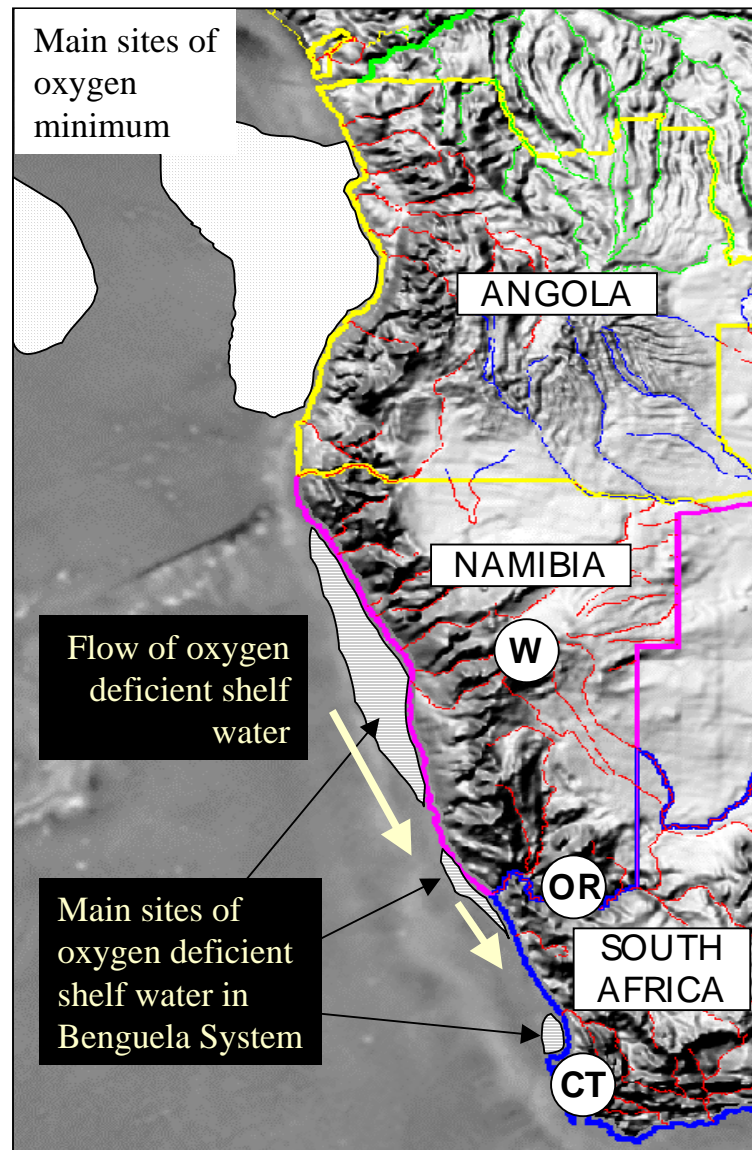 Main sites of
oxygen
minimum
ANGOLA
NAMIBIA
W
Flow of oxygen
deficient shelf
water
OR
Main sites of
oxygen deficient
shelf water in
Benguela System
SOUTH
AFRICA
CT